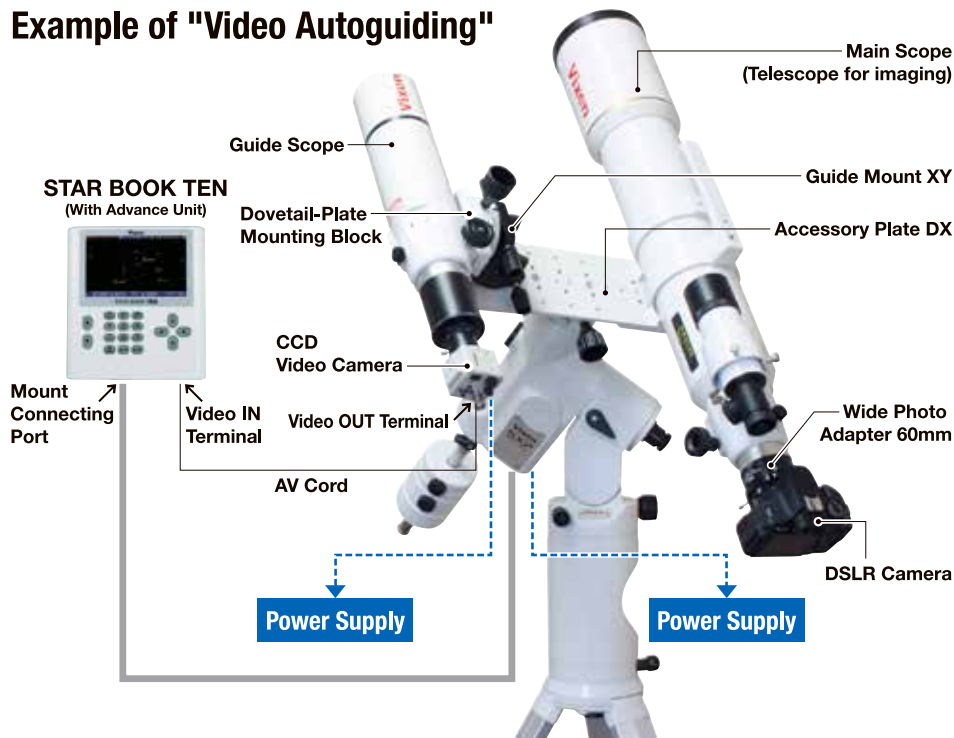 Example of "Video Autoguiding"
Main Scope
(Telescope for imaging)
Vixen
Vixen
Guide Scope
Guide Mount XY
STAR BOOK TEN
(With Advance Unit)
Dovetail-Plate
Mounting Block
Accessory Plate DX
CCD
Video Camera
Mount
Connecting
Port
Video IN
Terminal
Video OUT Terminal
Wide Photo
Adapter 60mm
AV Cord
DSLR Camera
Power Supply
Power Supply